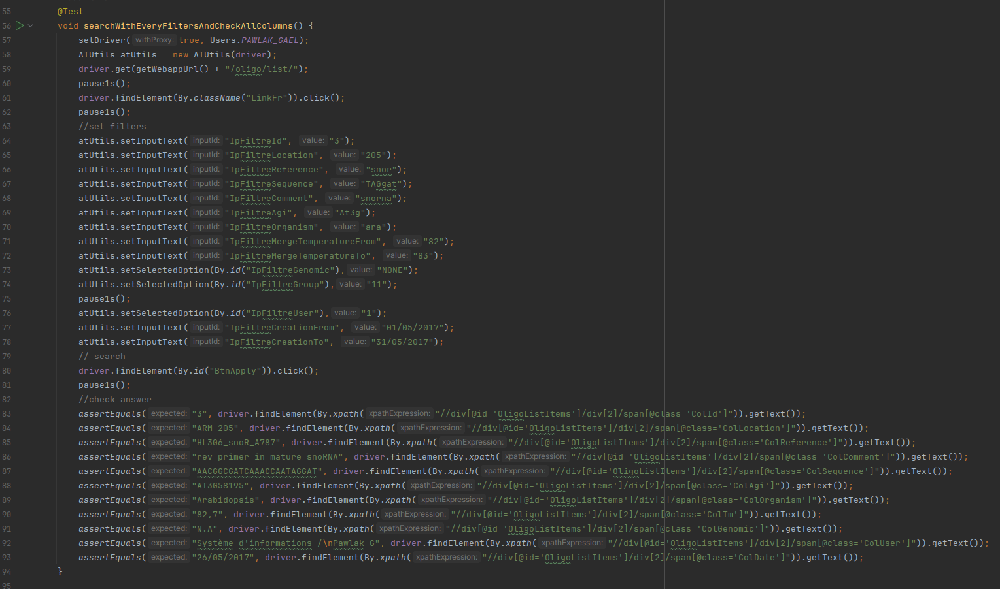 55 @Test
56 void searchWithEveryFiltersAndCheckAllColumns() {
57 setDriver( withProxy: true, Users.PAWLAK_GAEL);
58 ATUtils atUtils = new ATUtils(driver);
59 driver.get(getWebappUrl() + "/oligo/list/");
60 pause1s();
61 driver.findElement(By.className("LinkFr")).click();
62 pause1s();
63 //set filters
64 atUtils.setInputText( inputId: "IpFiltreId", value: "3");
65 atUtils.setInputText( inputId: "IpFiltreLocation", value: "205");
66 atUtils.setInputText( inputId: "IpFiltreReference", value: "snor");
67 atUtils.setInputText( inputId: "IpFiltreSequence", value: "TAGgat");
68 atUtils.setInputText( inputId: "IpFiltreComment", value: "snorna");
69 atUtils.setInputText( inputId: "IpFiltreAgi", value: "At3g");
70 atUtils.setInputText( inputId: "IpFiltreOrganism", value: "ara");
71 atUtils.setInputText( inputId: "IpFiltreMergeTemperatureFrom", value: "82");
72 atUtils.setInputText( inputId: "IpFiltreMergeTemperatureTo", value: "83");
73 atUtils.setSelectedOption(By.id("IpFiltreGenomic"), value: "NONE");
74 atUtils.setSelectedOption(By.id("IpFiltreGroup"), value: "11");
75 pause1s();
76 atUtils.setSelectedOption(By.id("IpFiltreUser"), value: "1");
77 atUtils.setInputText( inputId: "IpFiltreCreationFrom", value: "01/05/2017");
78 atUtils.setInputText( inputId: "IpFiltreCreationTo", value: "31/05/2017");
79 // search
80 driver.findElement(By.id("BtnApply")).click();
81 pause1s();
82 //check answer
83 assertEquals( expected: "3", driver.findElement(By.xpath( xpathExpression: "//div[@id='OligoListItems']/div[2]/span[@class='ColId']")).getText());
84 assertEquals( expected: "ARM 205", driver.findElement(By.xpath( xpathExpression: "//div[@id='OligoListItems']/div[2]/span[@class='ColLocation']")).getText());
85 assertEquals( expected: "HL306_snoR_A787", driver.findElement(By.xpath( xpathExpression: "//div[@id='OligoListItems']/div[2]/span[@class='ColReference']")).getText());
86 assertEquals( expected: "rev primer in mature snoRNA", driver.findElement(By.xpath( xpathExpression: "//div[@id='OligoListItems']/div[2]/span[@class='ColComment']")).getText());
87 assertEquals( expected: "AACGGCGATCAAACCAATAGGAT", driver.findElement(By.xpath( xpathExpression: "//div[@id='OligoListItems']/div[2]/span[@class='ColSequence']")).getText());
88 assertEquals( expected: "AT3G58195", driver.findElement(By.xpath( xpathExpression: "//div[@id='OligoListItems']/div[2]/span[@class='ColAgi']")).getText());
89 assertEquals( expected: "Arabidopsis", driver.findElement(By.xpath( xpathExpression: "//div[@id='OligoListItems']/div[2]/span[@class='ColOrganism']")).getText());
90 assertEquals( expected: "82,7", driver.findElement(By.xpath( xpathExpression: "//div[@id='OligoListItems']/div[2]/span[@class='ColTm']")).getText());
91 assertEquals( expected: "N.A", driver.findElement(By.xpath( xpathExpression: "//div[@id='OligoListItems']/div[2]/span[@class='ColGenomic']")).getText());
92 assertEquals( expected: "Système d'informations /\nPawlak G", driver.findElement(By.xpath( xpathExpression: "//div[@id='OligoListItems']/div[2]/span[@class='ColUser']")).getText());
93 assertEquals( expected: "26/05/2017", driver.findElement(By.xpath( xpathExpression: "//div[@id='OligoListItems']/div[2]/span[@class='ColDate']")).getText());
94 }
95